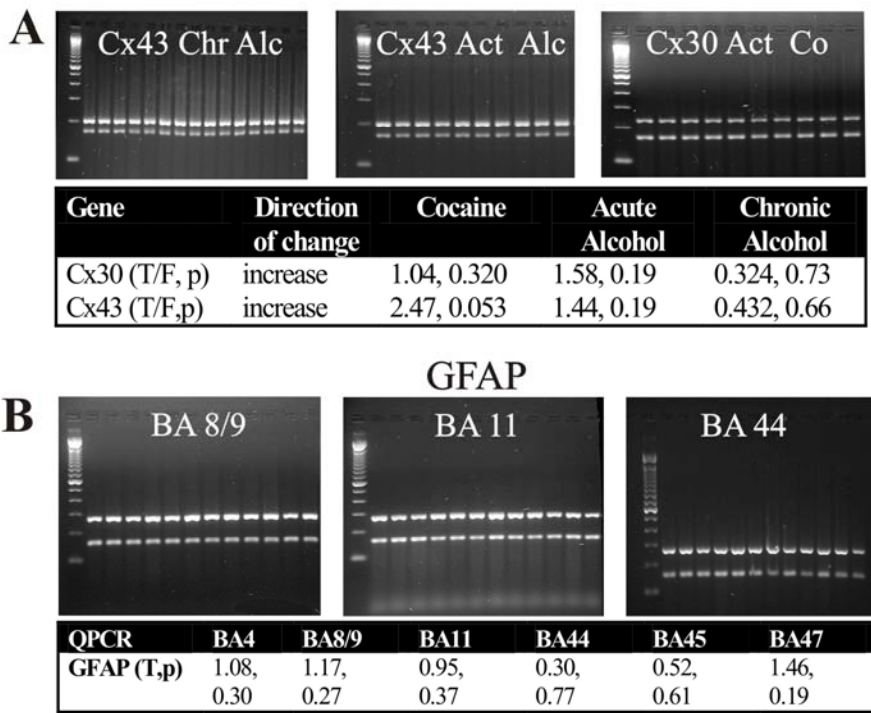 A
Cx43 Chr Alc
Cx43 Act Alc
Cx30 Act Co
Gene Direction of change Cocaine Acute Alcohol Chronic Alcohol
Cx30 (T/F, p) increase 1.04, 0.320 1.58, 0.19 0.324, 0.73
Cx43 (T/F,p) increase 2.47, 0.053 1.44, 0.19 0.432, 0.66
GFAP
B
BA 8/9
BA 11
BA 44
QPCR BA4 BA8/9 BA11 BA44 BA45 BA47
GFAP (T,p) 1.08, 1.17, 0.95, 0.30, 0.52, 1.46,
0.30 0.27 0.37 0.77 0.61 0.19